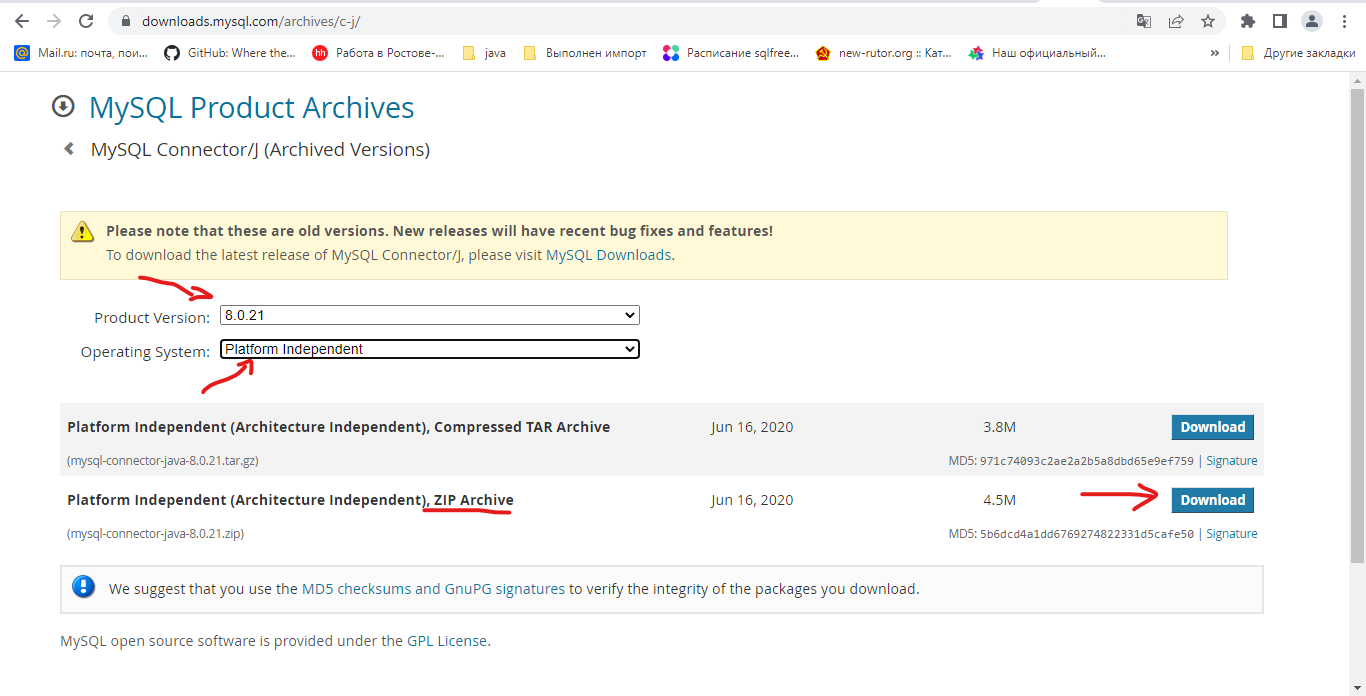 downloads.mysql.com/archives/c-j/
Mail.ru: почта, пои... GitHub: Where the... hh Работа в Ростове-... java Выполнен импорт Расписание sqlfree... new-rutor.org :: Кат... Наш официальный... » Другие закладки
MySQL Product Archives
MySQL Connector/J (Archived Versions)
Please note that these are old versions. New releases will have recent bug fixes and features!
To download the latest release of MySQL Connector/J, please visit MySQL Downloads.
Product Version: 8.0.21
Operating System: Platform Independent
Platform Independent (Architecture Independent), Compressed TAR Archive Jun 16, 2020 3.8M Download
(mysql-connector-java-8.0.21.tar.gz) MD5: 971c74093c2ae2a2b5a8dbd65e9ef759 | Signature
Platform Independent (Architecture Independent), ZIP Archive Jun 16, 2020 4.5M Download
(mysql-connector-java-8.0.21.zip) MD5: 5b6dcd4a1dd6769274822331d5cafe50 | Signature
We suggest that you use the MD5 checksums and GnuPG signatures to verify the integrity of the packages you download.
MySQL open source software is provided under the GPL License.